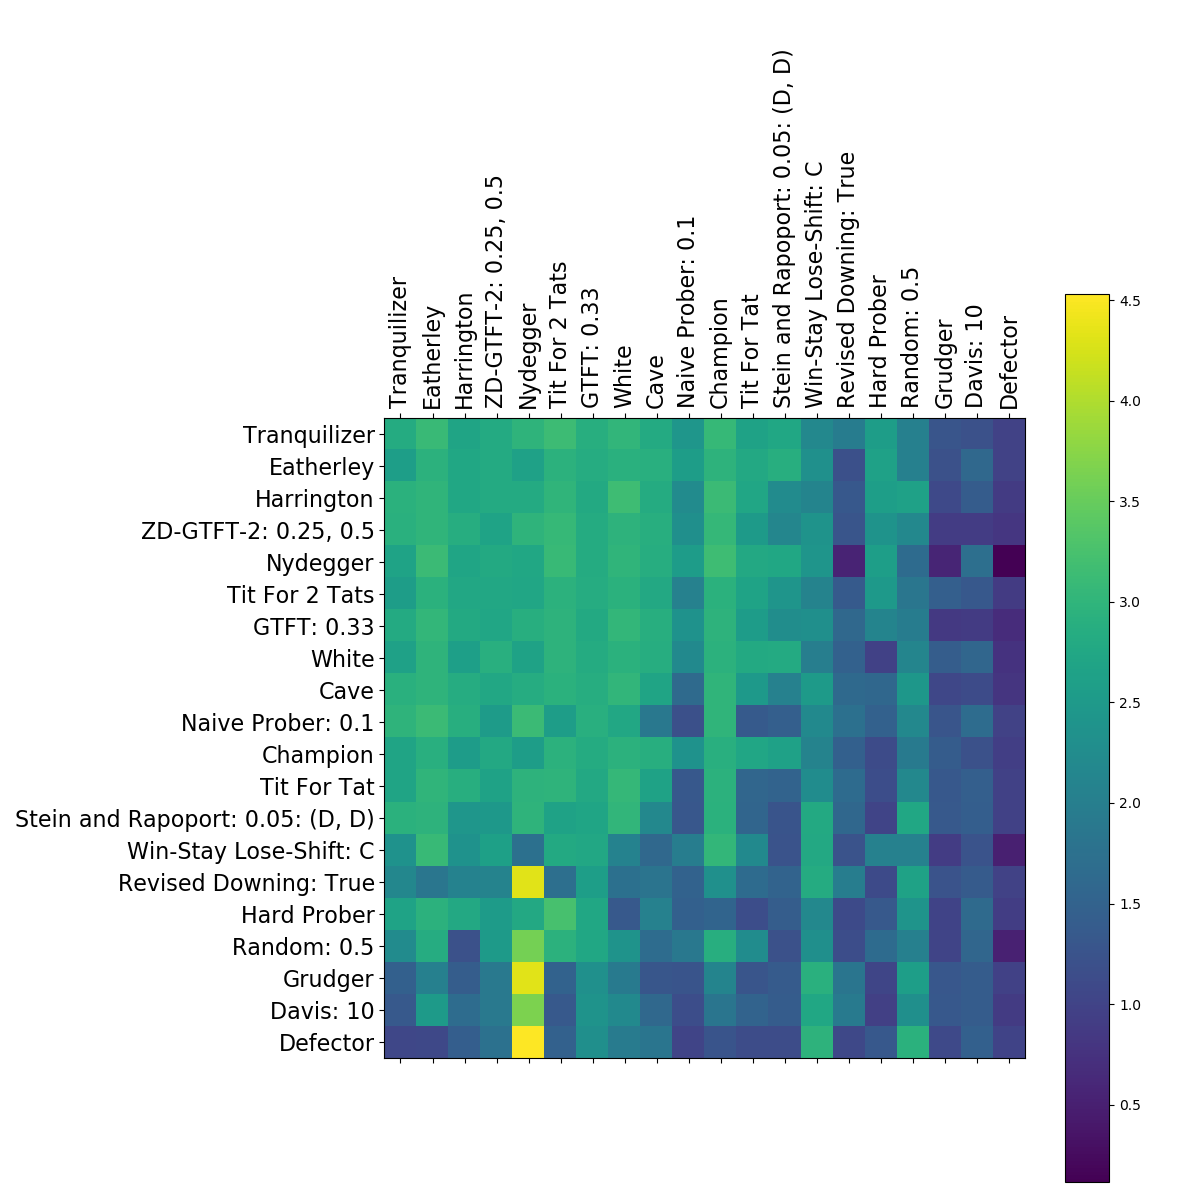 Tranquilizer
Eatherley
Harrington
ZD-GTFT-2: 0.25, 0.5
Nydegger
Tit For 2 Tats
GTFT: 0.33
White
Cave
Naive Prober: 0.1
Champion
Tit For Tat
Stein and Rapoport: 0.05: (D, D)
Win-Stay Lose-Shift: C
Revised Downing: True
Hard Prober
Random: 0.5
Grudger
Davis: 10
Defector
Tranquilizer
Eatherley
Harrington
ZD-GTFT-2: 0.25, 0.5
Nydegger
Tit For 2 Tats
GTFT: 0.33
White
Cave
Naive Prober: 0.1
Champion
Tit For Tat
Stein and Rapoport: 0.05: (D, D)
Win-Stay Lose-Shift: C
Revised Downing: True
Hard Prober
Random: 0.5
Grudger
Davis: 10
Defector
4.5
4.0
3.5
3.0
2.5
2.0
1.5
1.0
0.5